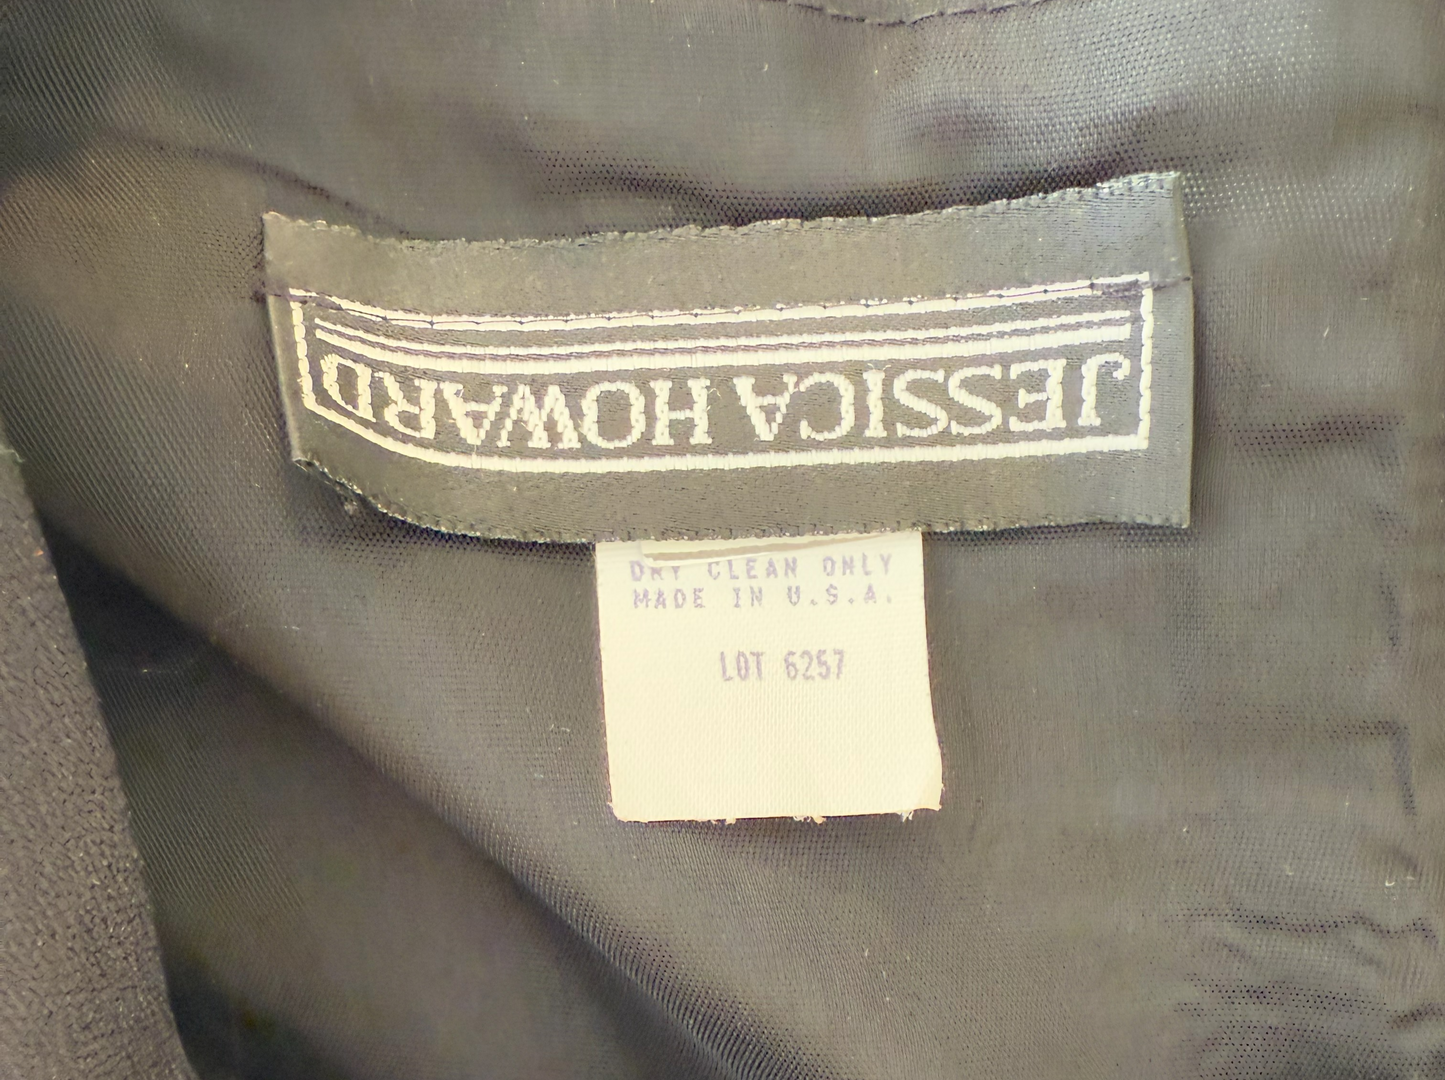 JESSICA HOWARD
DRY CLEAN ONLY
MADE IN U.S.A.
LOT 6257